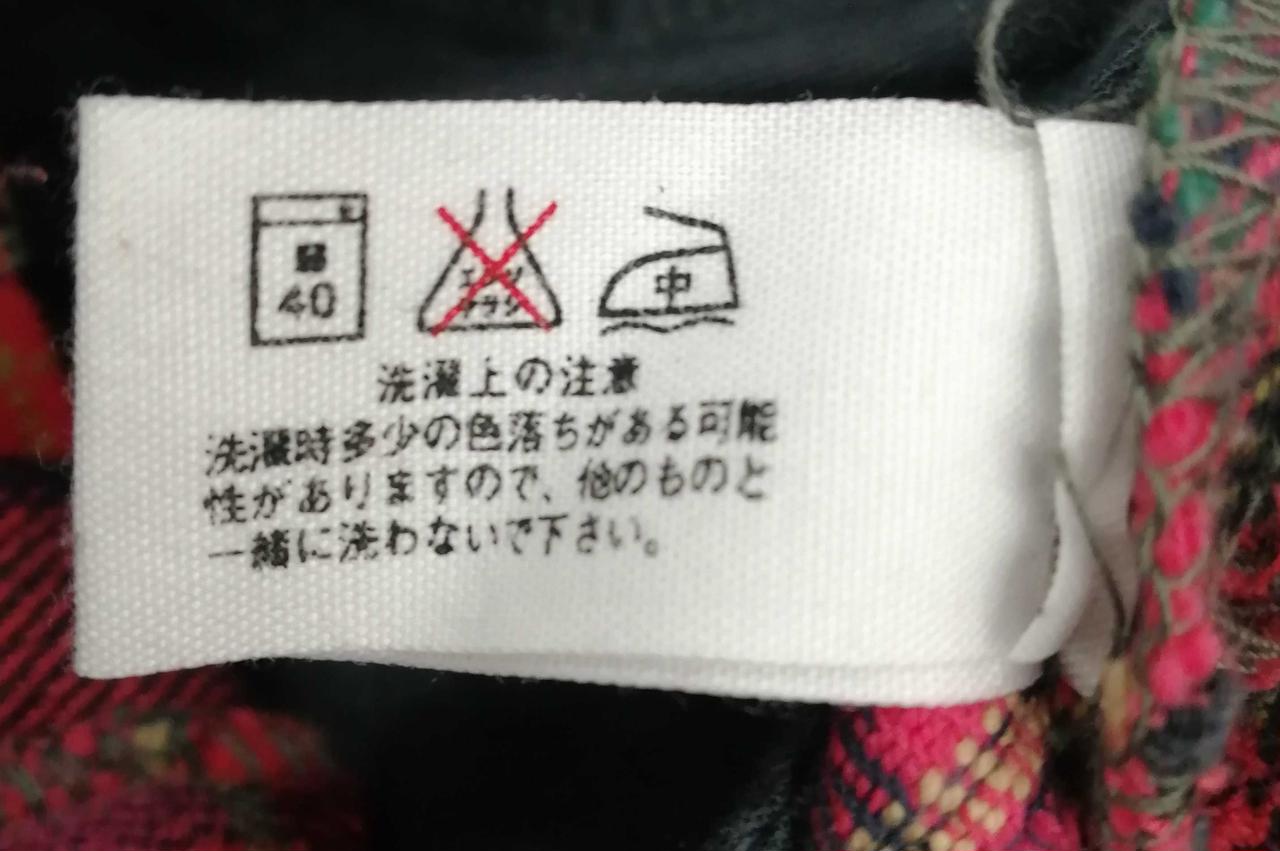 40
エンソ
サラシ
中
洗濯上の注意
洗濯時多少の色落ちがある可能
性がありますので、他のものと
一緒に洗わないで下さい。